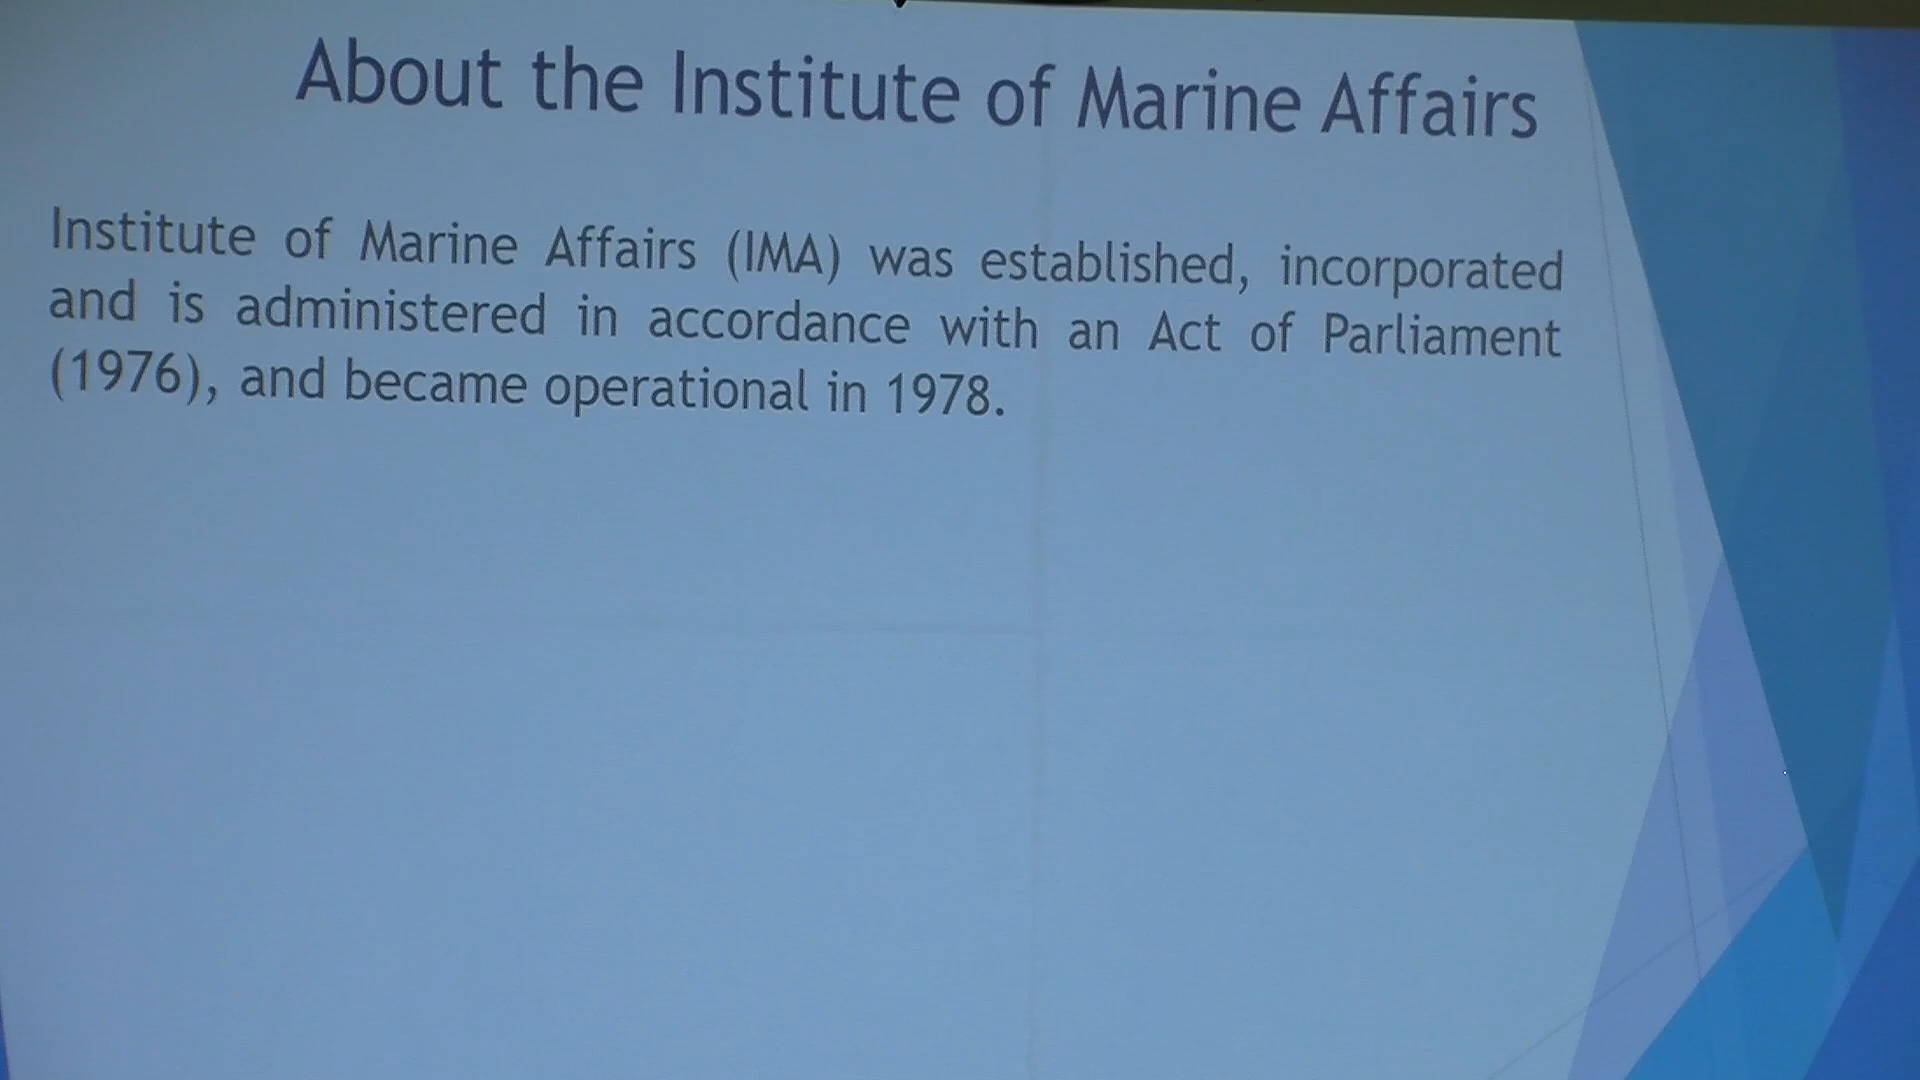 About the Institute of Marine Affairs
Institute of Marine Affairs (IMA) was established, incorporated
and is administered in accordance with an Act of Parliament
(1976), and became operational in 1978.